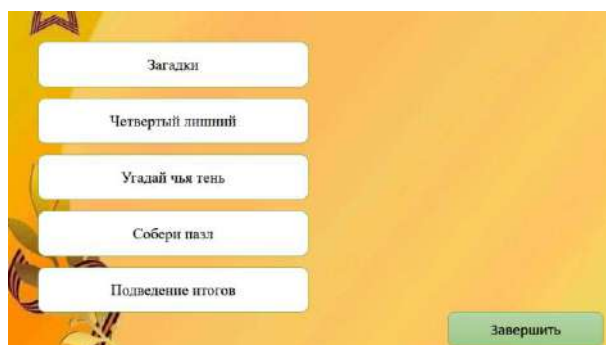 Загадки
Четвертый лишний
Угадай чья тень
Собери пазл
Подведение итогов
Завершить